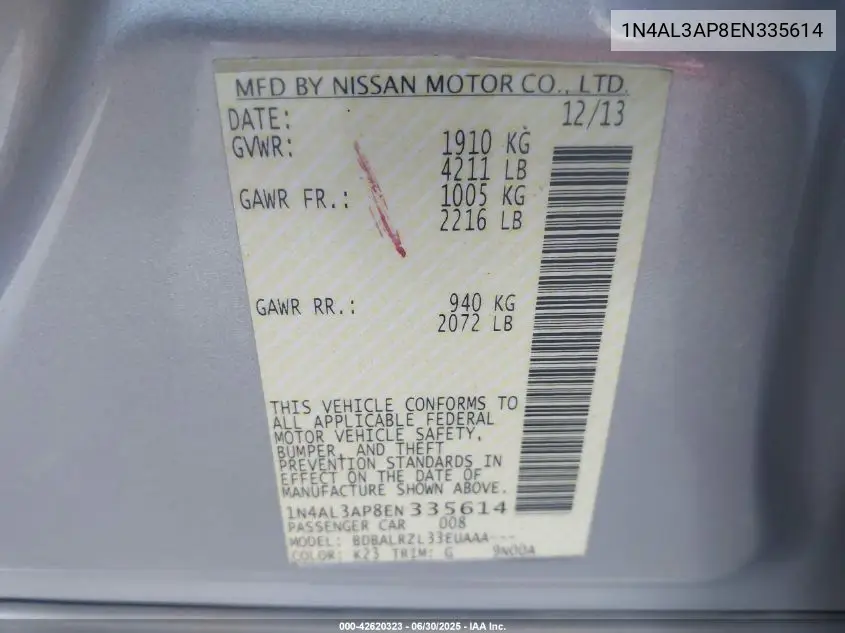 1N4AL3AP8EN335614
MFD BY NISSAN MOTOR CO., LTD.
DATE: 12/13
GVWR: 1910 KG
4211 LB
GAWR FR.: 1005 KG
2216 LB
GAWR RR.: 940 KG
2072 LB
THIS VEHICLE CONFORMS TO
ALL APPLICABLE FEDERAL
MOTOR VEHICLE SAFETY,
BUMPER, AND THEFT
PREVENTION STANDARDS IN
EFFECT ON THE DATE OF
MANUFACTURE SHOWN ABOVE.
1N4AL3AP8EN335614
PASSENGER CAR 008
MODEL: BDBALRZL33EUAAA---
COLOR: K23 TRIM: G 9N00A
000-42620323 - 06/30/2025 - IAA Inc.